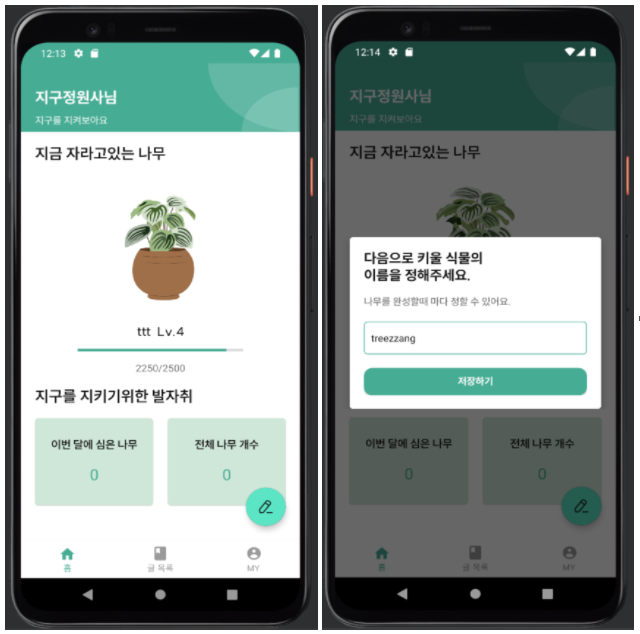 12:13
지구정원사님
지구를 지켜보아요
지금 자라고있는 나무
ttt Lv.4
2250/2500
지구를 지키기위한 발자취
이번 달에 심은 나무
전체 나무 개수
0
0
홈
글 목록
MY
12:14
지구정원사님
지구를 지켜보아요
지금 자라고있는 나무
다음으로 키울 식물의
이름을 정해주세요.
나무를 완성할때 마다 정할 수 있어요.
treezzang
저장하기
이번 달에 심은 나무
전체 나무 개수
0
0
홈
글 목록
MY